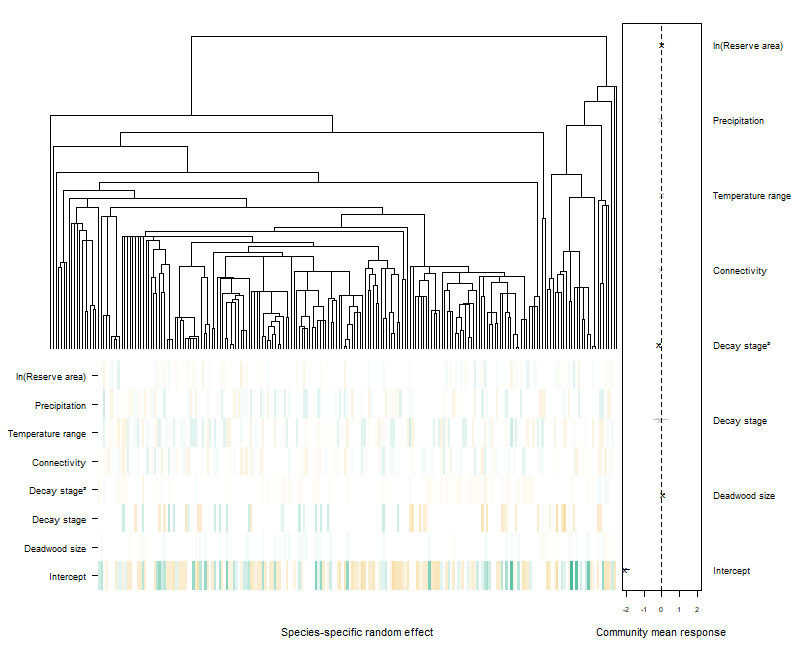 ln(Reserve area)
Precipitation
Temperature range
Connectivity
Decay stage²
Decay stage
Deadwood size
Intercept
ln(Reserve area)
Precipitation
Temperature range
Connectivity
Decay stage²
Decay stage
Deadwood size
Intercept
-2 -1 0 1 2
Species-specific random effect
Community mean response